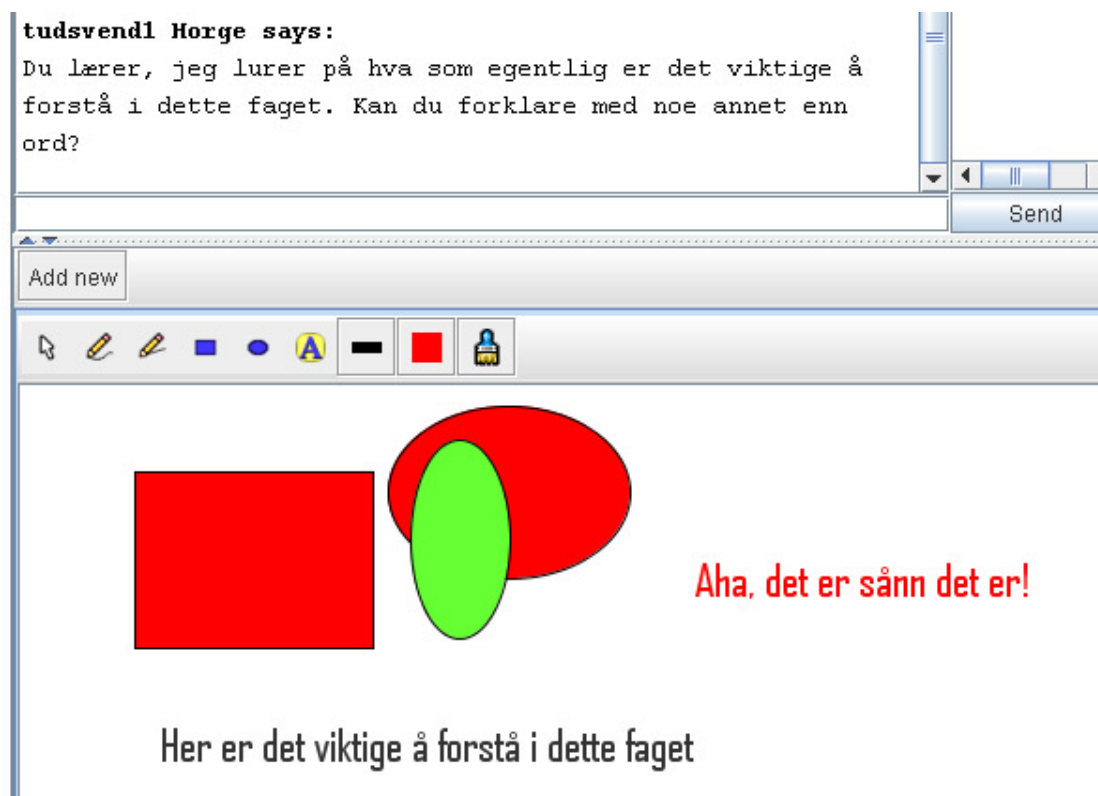 tudsvend1 Horge says:
Du lærer, jeg lurer på hva som egentlig er det viktige å
forstå i dette faget. Kan du forklare med noe annet enn
ord?
Send
Add new
A
Aha, det er sånn det er!
Her er det viktige å forstå i dette faget